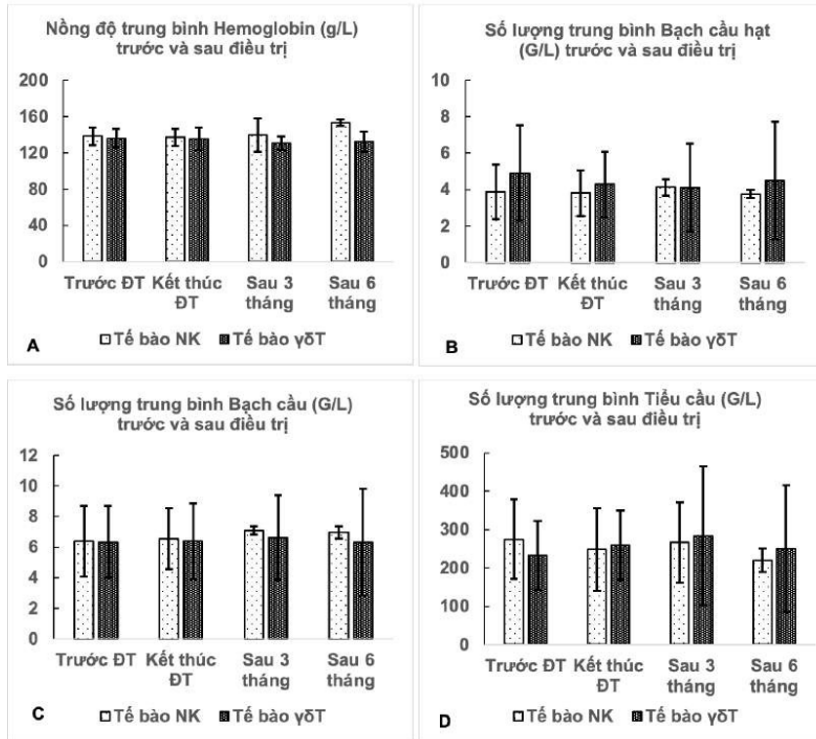 Nồng độ trung bình Hemoglobin (g/L)
trước và sau điều trị
200
160
120
80
40
0
Trước ĐT Kết thúc Sau 3 Sau 6
ĐT tháng tháng
Tế bào NK Tế bào γδT
A
Số lượng trung bình Bạch cầu hạt
(G/L) trước và sau điều trị
10
8
6
4
2
0
Trước ĐT Kết thúc Sau 3 Sau 6
ĐT tháng tháng
Tế bào NK Tế bào γδT
B
Số lượng trung bình Bạch cầu (G/L)
trước và sau điều trị
12
10
8
6
4
2
0
Trước ĐT Kết thúc Sau 3 Sau 6
ĐT tháng tháng
Tế bào NK Tế bào γδT
C
Số lượng trung bình Tiểu cầu (G/L)
trước và sau điều trị
500
400
300
200
100
0
Trước ĐT Kết thúc Sau 3 Sau 6
ĐT tháng tháng
Tế bào NK Tế bào γδT
D